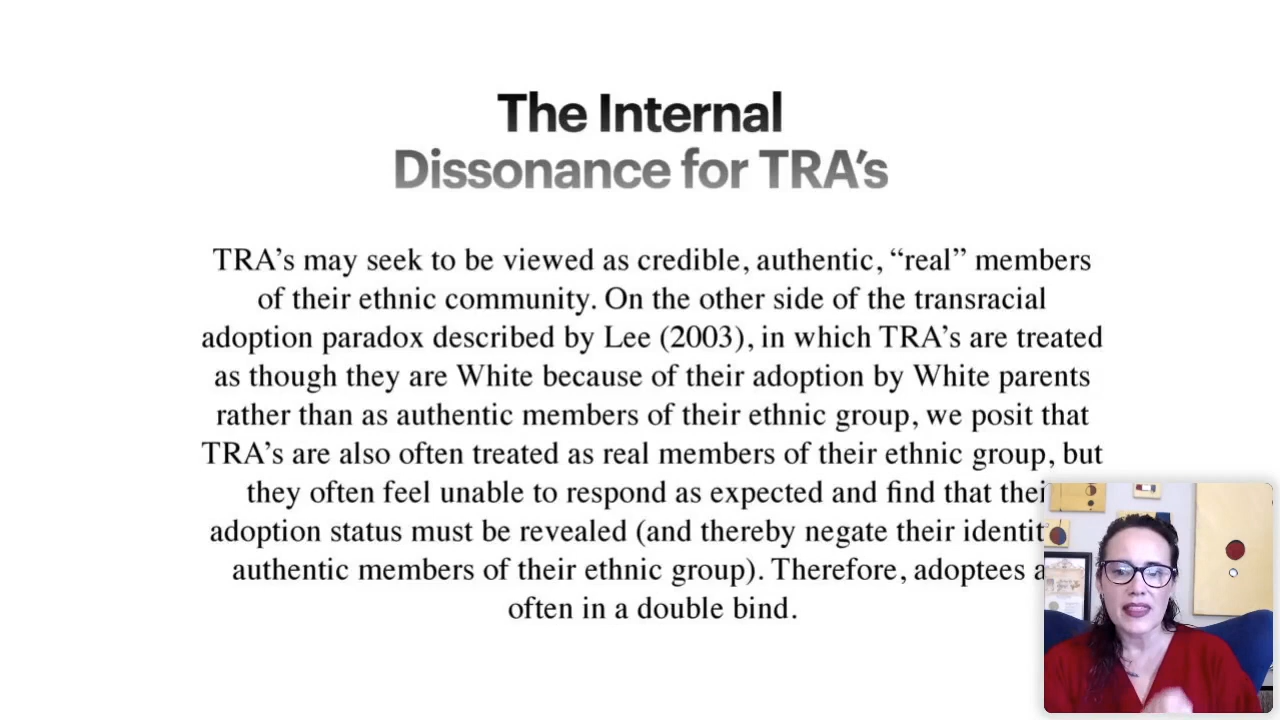 The Internal
Dissonance for TRA’s
TRA’s may seek to be viewed as credible, authentic, “real” members
of their ethnic community. On the other side of the transracial
adoption paradox described by Lee (2003), in which TRA’s are treated
as though they are White because of their adoption by White parents
rather than as authentic members of their ethnic group, we posit that
TRA’s are also often treated as real members of their ethnic group, but
they often feel unable to respond as expected and find that
adoption status must be revealed (and thereby negate their
authentic members of their ethnic group). Therefore, adoptees
often in a double bind.